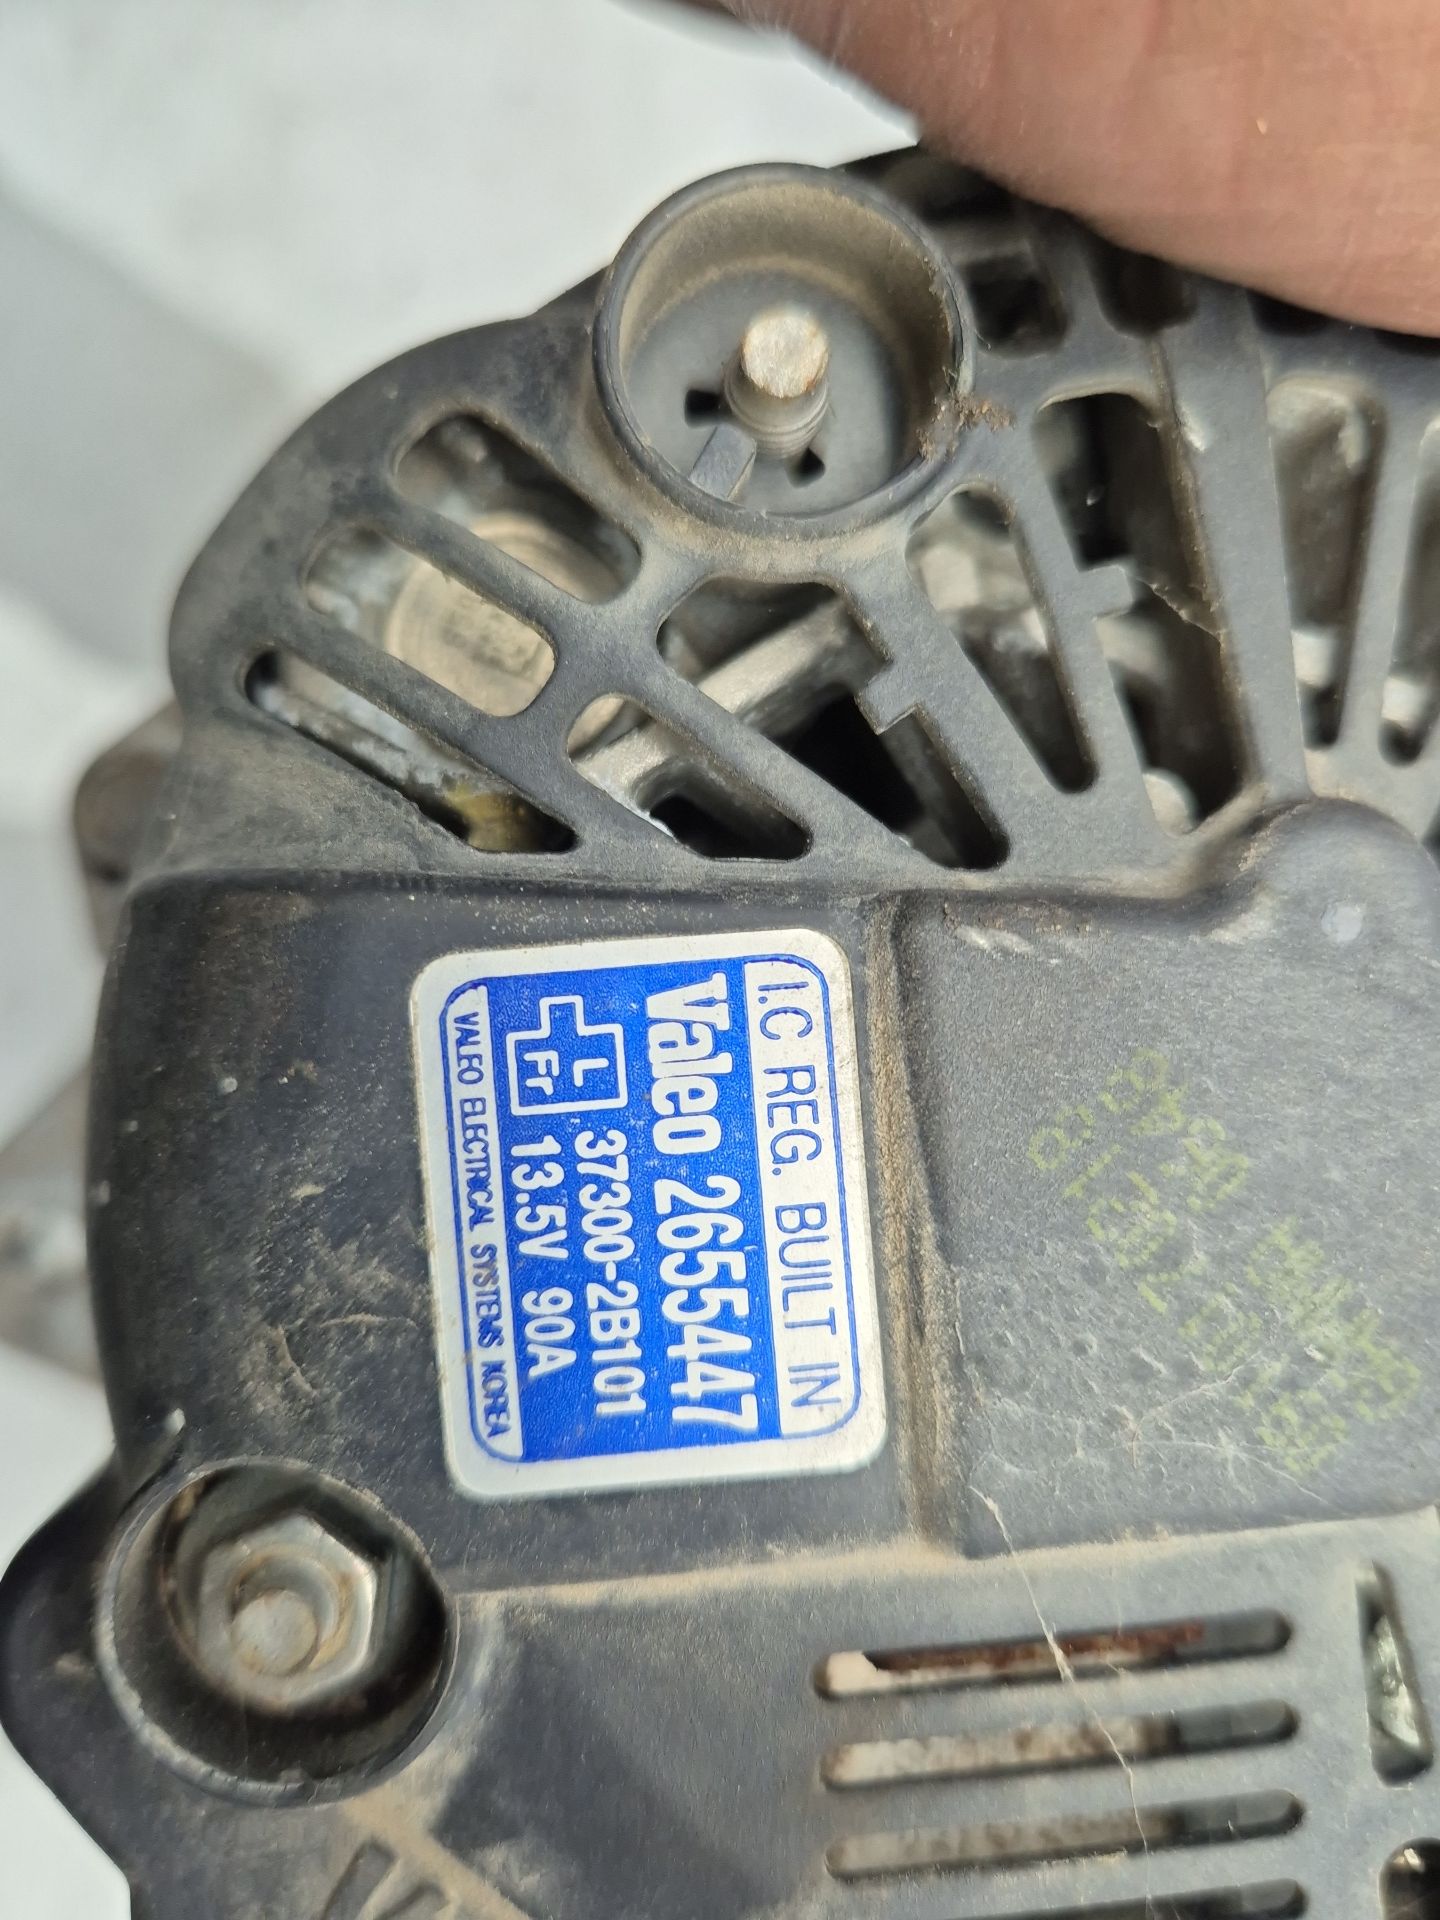 I.C REG. BUILT IN
Valeo 2655447
L 37300-2B101
Fr 13.5V 90A
VALEO ELECTRICAL SYSTEMS KOREA